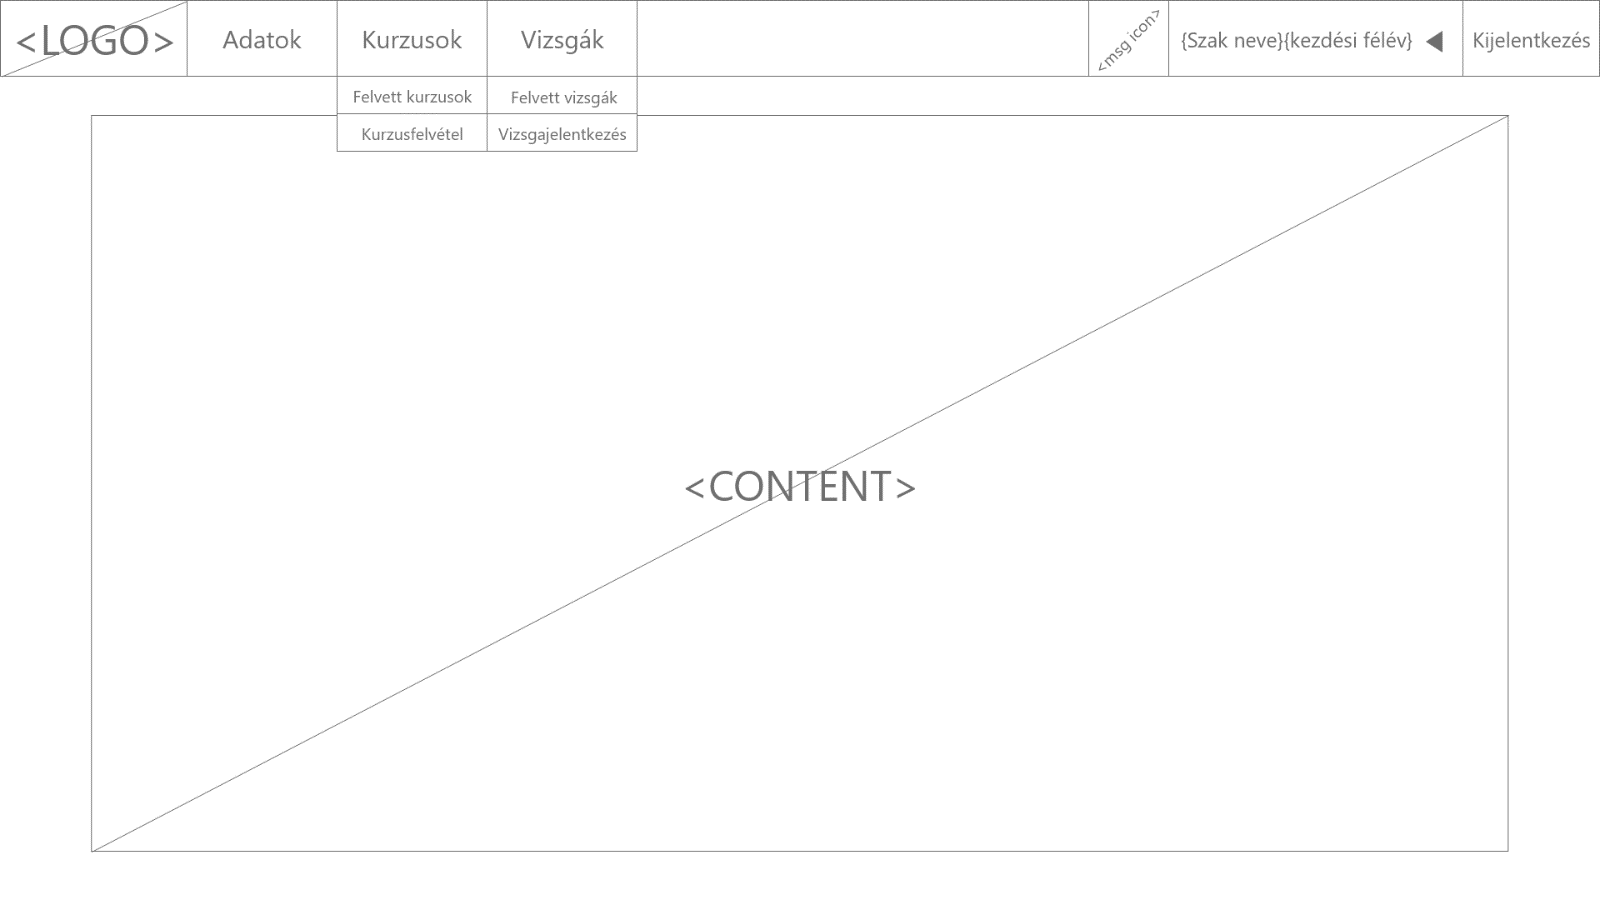 <LOGO>
Adatok
Kurzusok
Vizsgák
<msg icon>
{Szak neve}{kezdési félév}
Kijelentkezés
Felvett kurzusok
Felvett vizsgák
Kurzusfelvétel
Vizsgajelentkezés
<CONTENT>